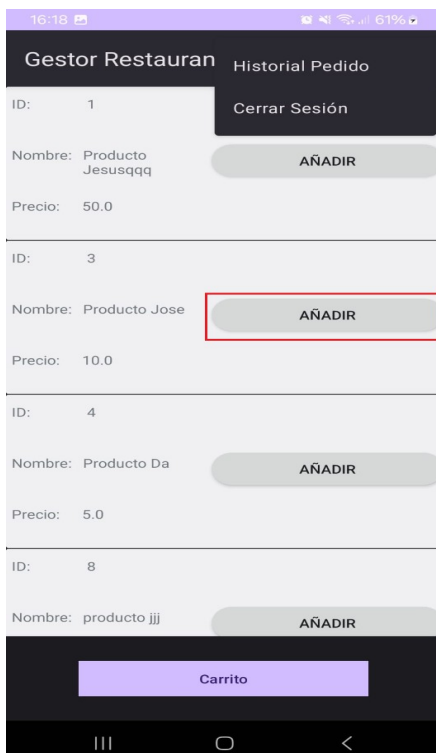 16:18 61%
Gestor Restauran
Historial Pedido
Cerrar Sesión
ID: 1
Nombre: Producto
Jesusqqq
AÑADIR
Precio: 50.0
ID: 3
Nombre: Producto Jose
AÑADIR
Precio: 10.0
ID: 4
Nombre: Producto Da
AÑADIR
Precio: 5.0
ID: 8
Nombre: producto jjj
AÑADIR
Carrito